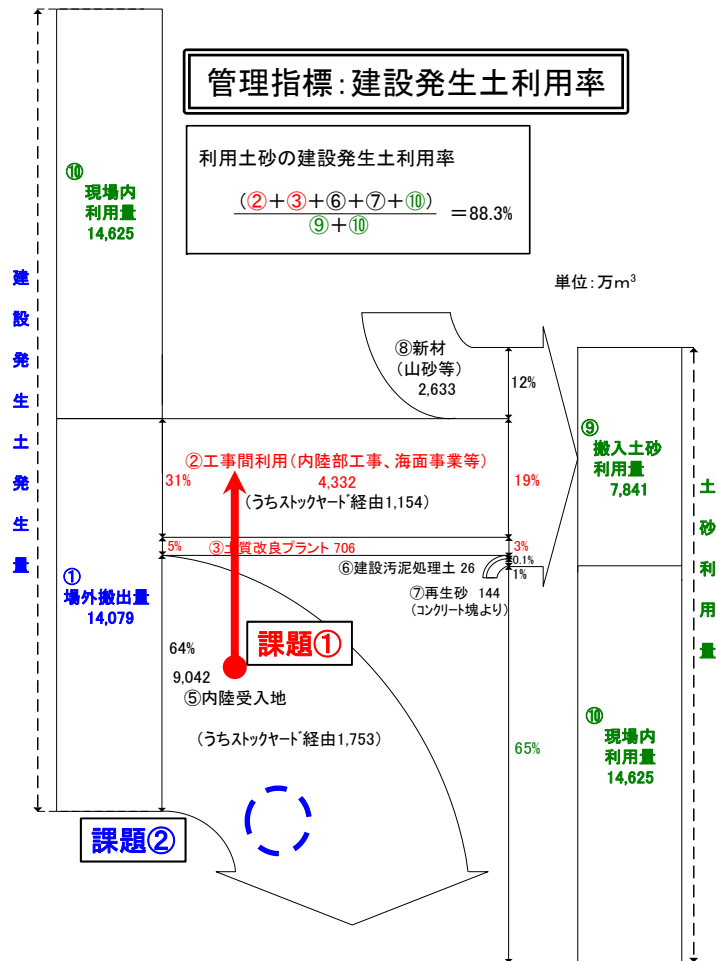 管理指標：建設発生土利用率
利用土砂の建設発生土利用率
(②＋③＋⑥＋⑦＋⑩)
⑨＋⑩
＝88.3%
単位：万m³
建設発生土発生量
⑩
現場内
利用量
14,625
①
場外搬出量
14,079
⑧新材
（山砂等）
2,633
12%
②工事間利用（内陸部工事、海面事業等）
4,332
（うちストックヤード経由1,154）
31%
19%
5%
③土質改良プラント 706
3%
⑥建設汚泥処理土 26
0.1%
⑦再生砂 144
（コンクリート塊より）
1%
課題①
64%
9,042
⑤内陸受入地
（うちストックヤード経由1,753）
65%
課題②
⑨
搬入土砂
利用量
7,841
⑩
現場内
利用量
14,625
土砂利用量